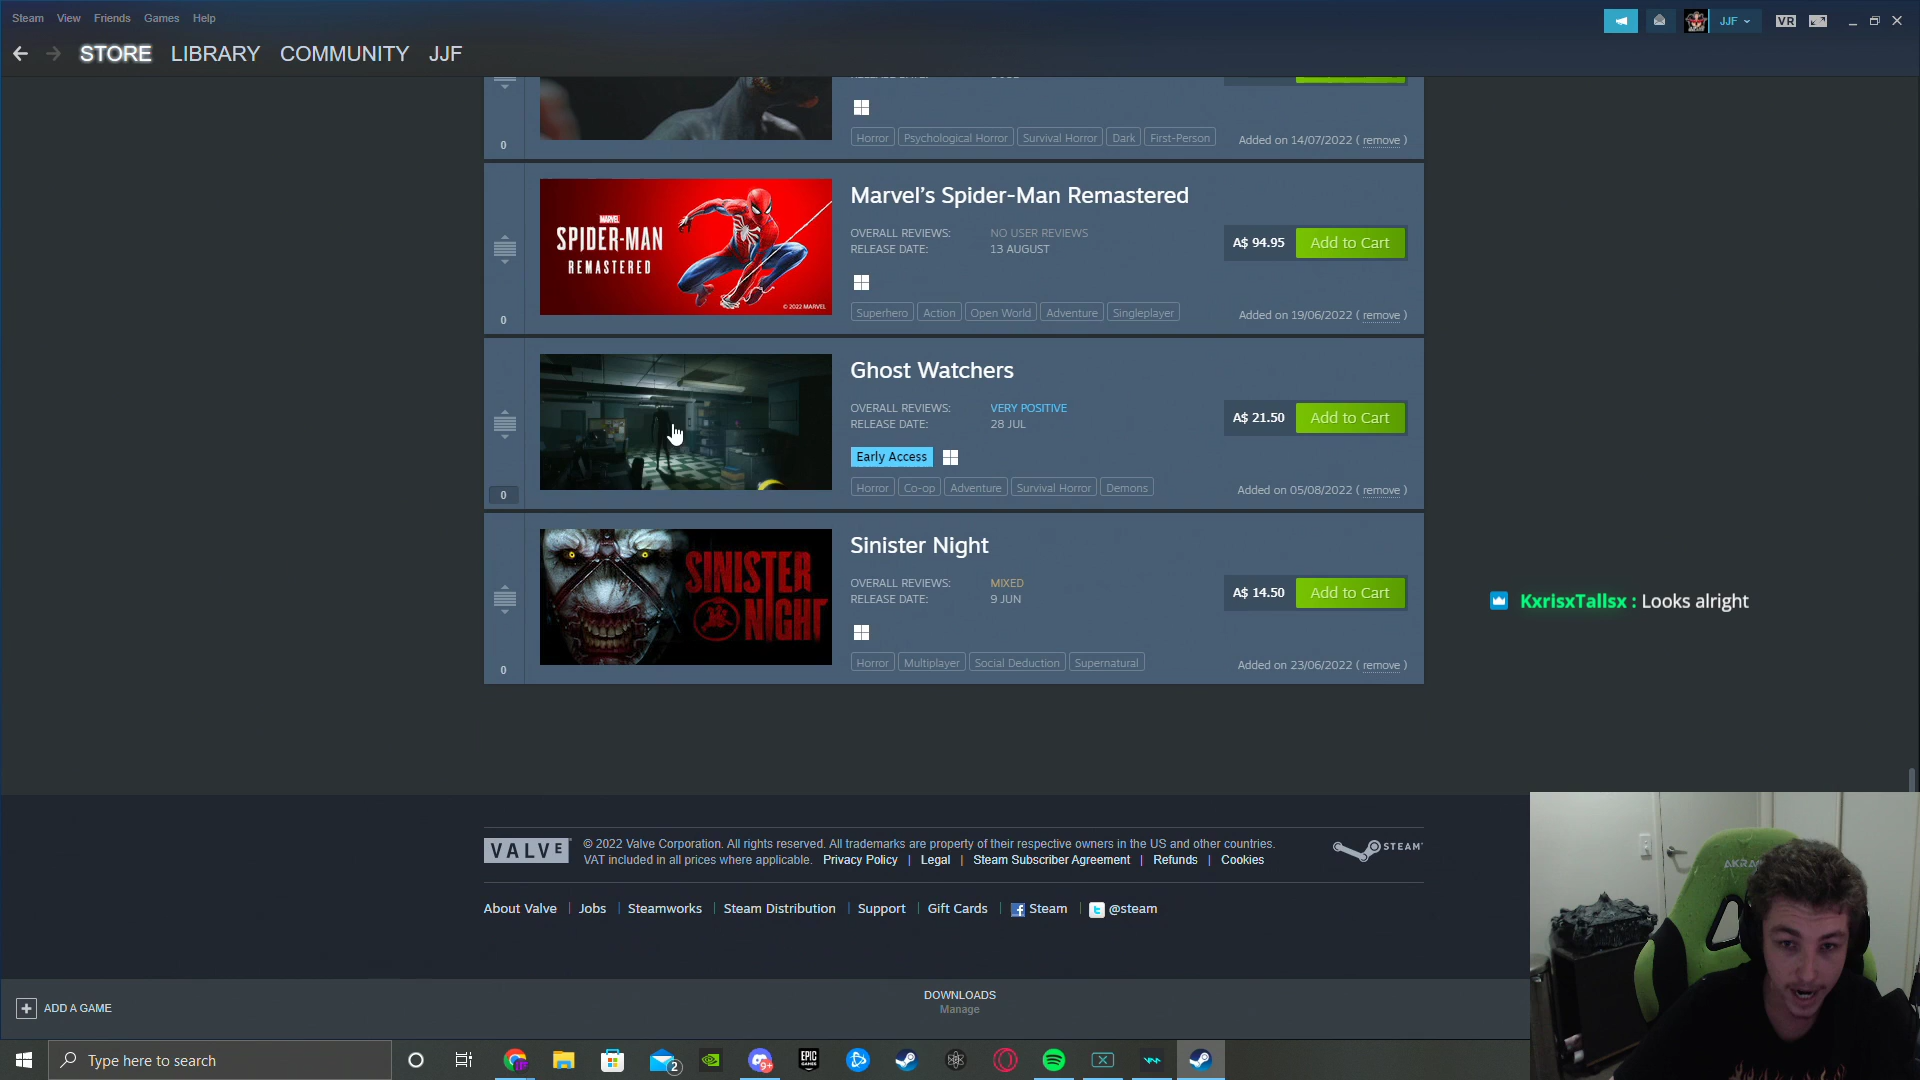 Steam View Friends Games Help
JJF
VR
STORE LIBRARY COMMUNITY JJF
0
Horror Psychological Horror Survival Horror Dark First-Person
Added on 14/07/2022 ( remove )
MARVEL
SPIDER-MAN
REMASTERED
© 2022 MARVEL
Marvel's Spider-Man Remastered
OVERALL REVIEWS: NO USER REVIEWS
RELEASE DATE: 13 AUGUST
A$ 94.95 Add to Cart
Superhero Action Open World Adventure Singleplayer
Added on 19/06/2022 ( remove )
0
Ghost Watchers
OVERALL REVIEWS: VERY POSITIVE
RELEASE DATE: 28 JUL
A$ 21.50 Add to Cart
Early Access
Horror Co-op Adventure Survival Horror Demons
Added on 05/08/2022 ( remove )
0
SINISTER
NIGHT
Sinister Night
OVERALL REVIEWS: MIXED
RELEASE DATE: 9 JUN
A$ 14.50 Add to Cart
Horror Multiplayer Social Deduction Supernatural
Added on 23/06/2022 ( remove )
0
KxrisxTallsx : Looks alright
VALVE
© 2022 Valve Corporation. All rights reserved. All trademarks are property of their respective owners in the US and other countries.
VAT included in all prices where applicable. Privacy Policy | Legal | Steam Subscriber Agreement | Refunds | Cookies
STEAM
About Valve | Jobs | Steamworks | Steam Distribution | Support | Gift Cards | Steam | @steam
ADD A GAME
DOWNLOADS
Manage
Type here to search
2
EPIC
GAMES
9+